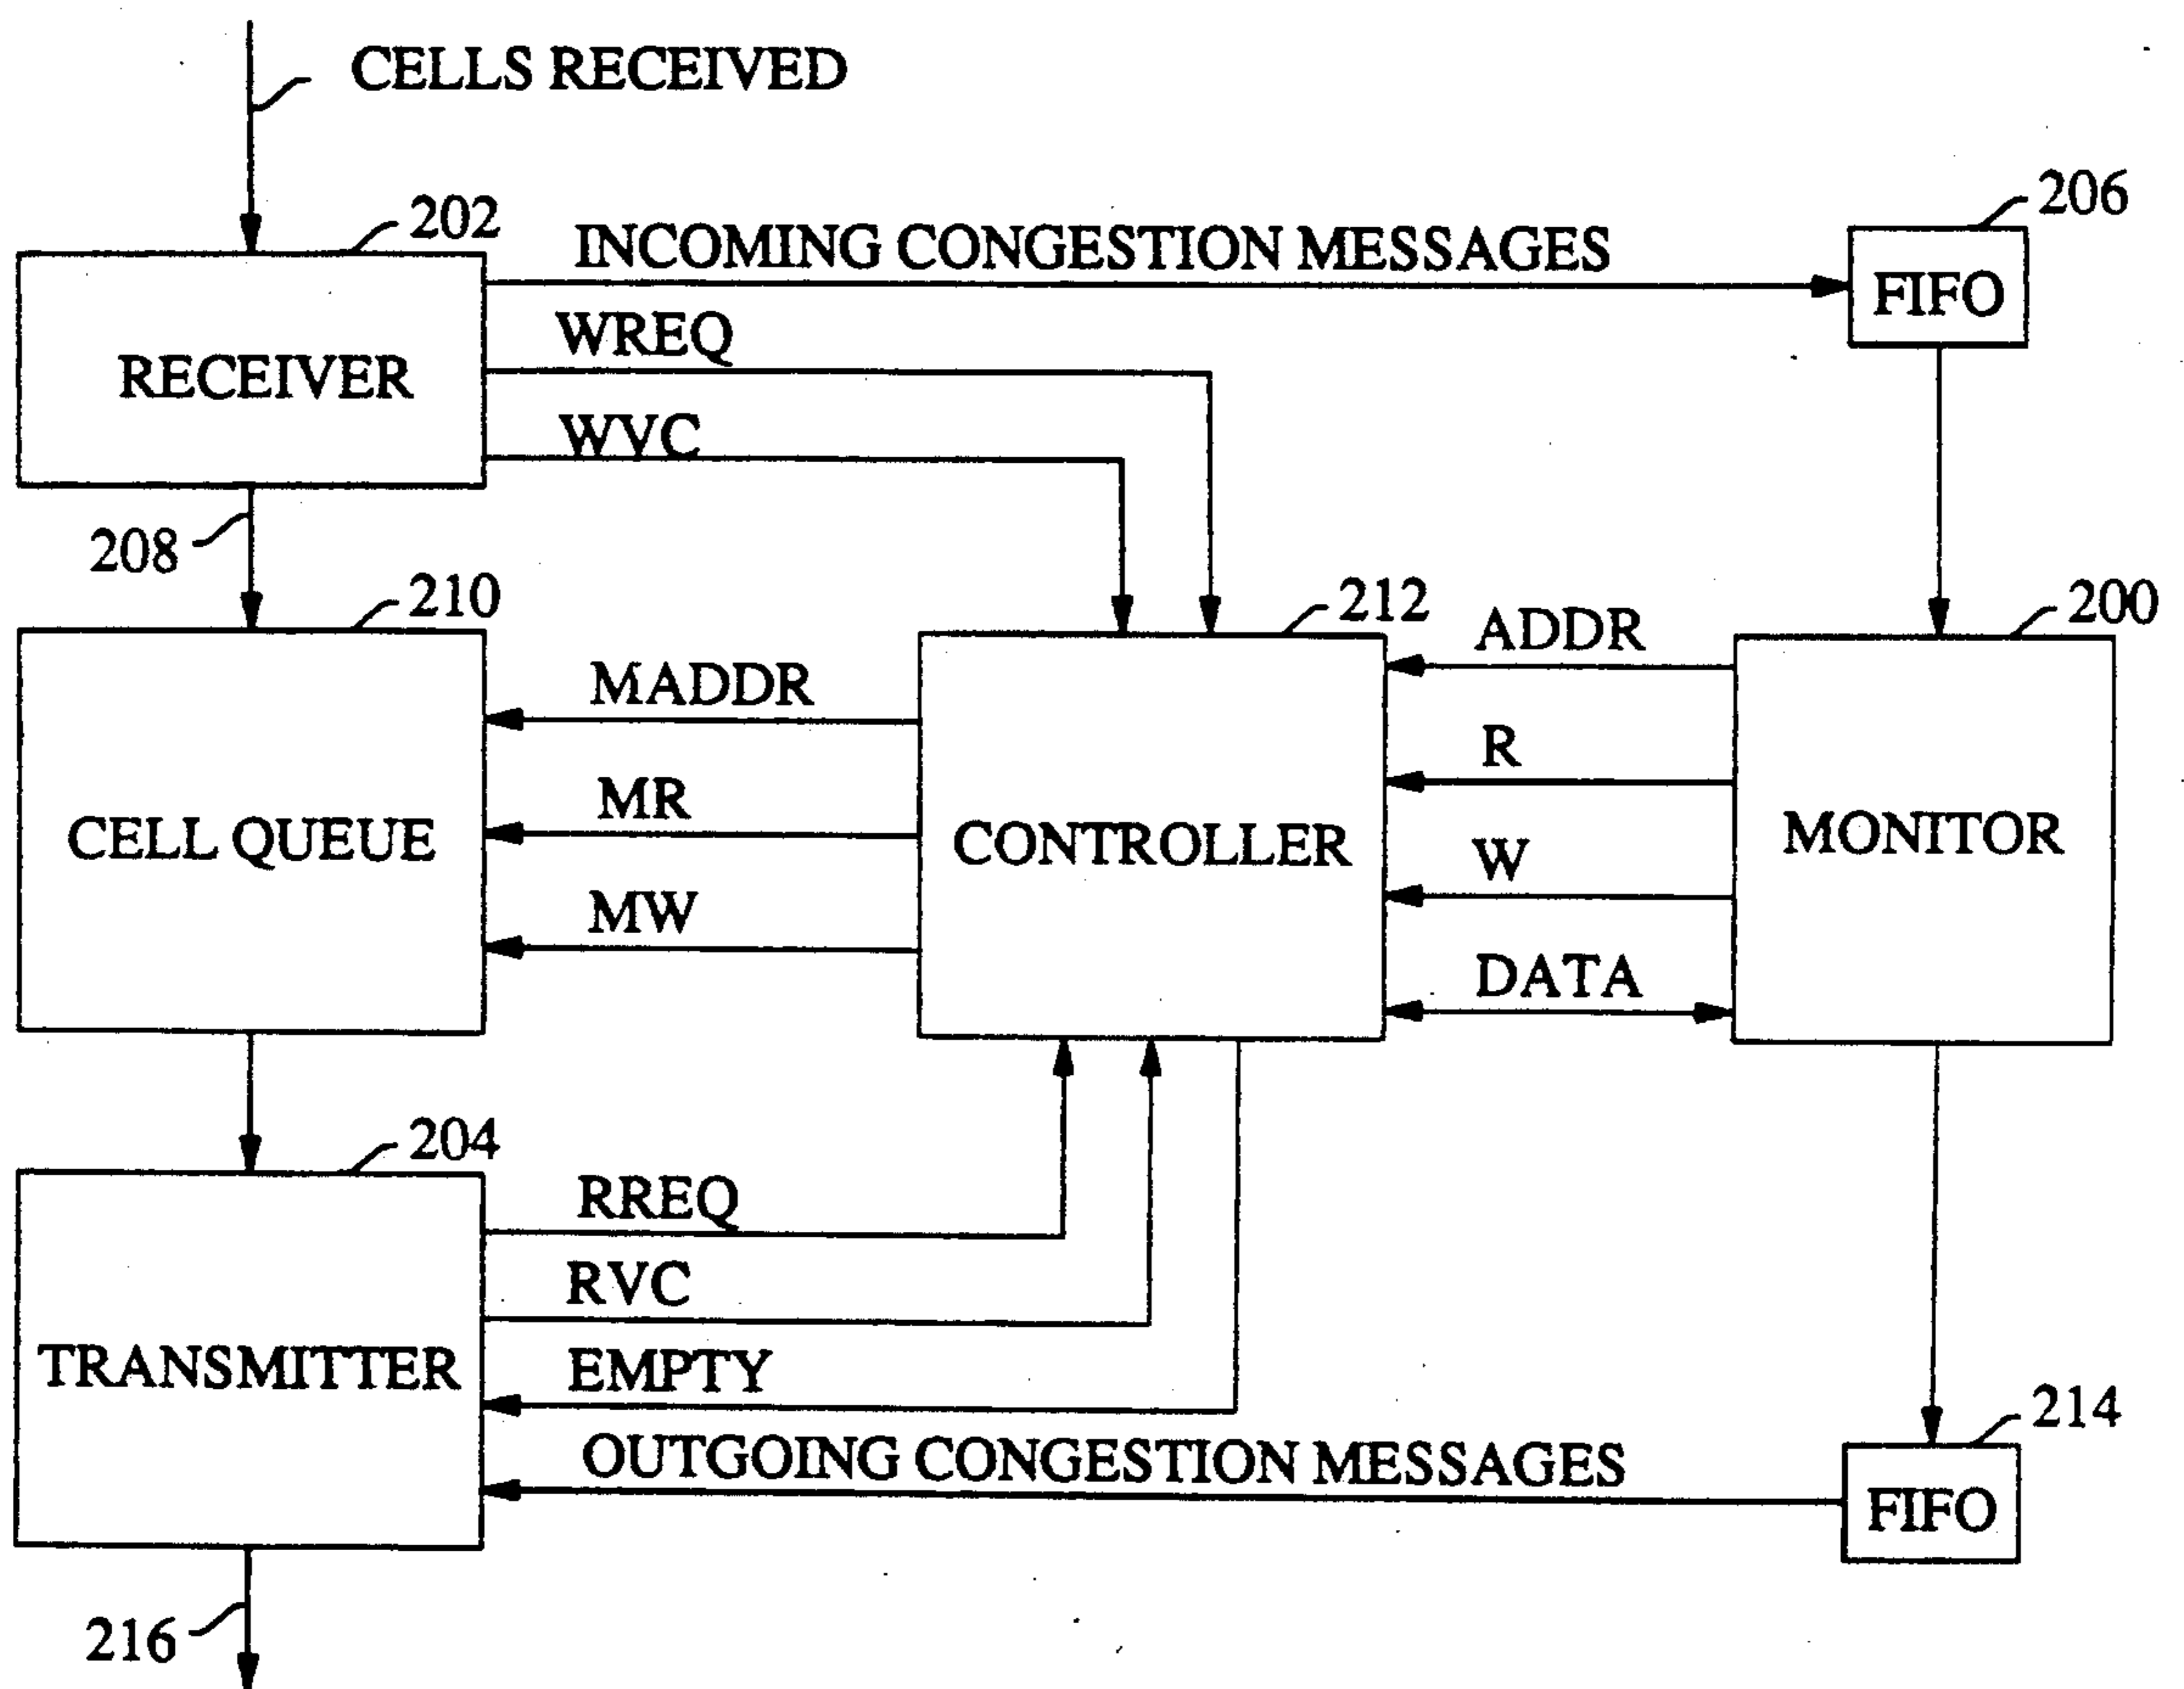 CELLS RECEIVED
202
206
INCOMING CONGESTION MESSAGES
FIFO
WREQ
RECEIVER
WVC
208
210
212
200
ADDR
MADDR
R
MR
CELL QUEUE
CONTROLLER
MONITOR
W
MW
DATA
204
RREQ
RVC
TRANSMITTER
EMPTY
214
OUTGOING CONGESTION MESSAGES
FIFO
216